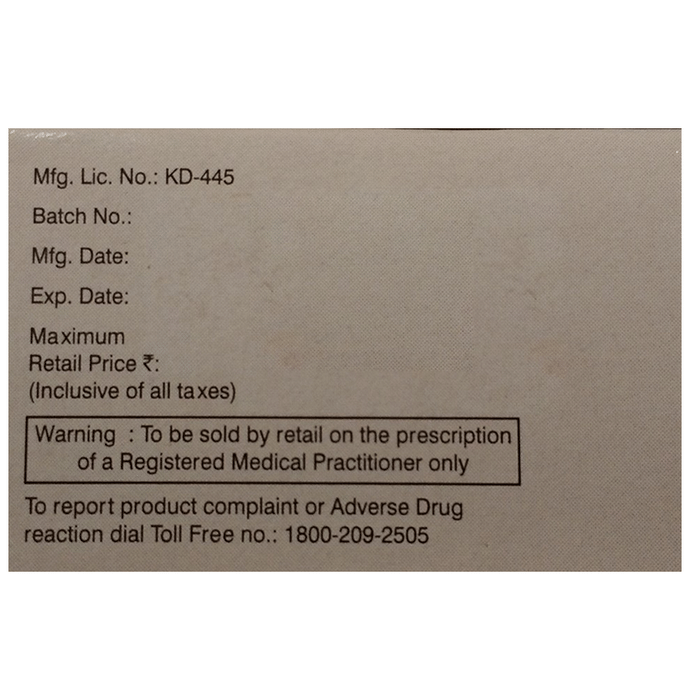 Mfg. Lic. No.: KD-445
Batch No.:
Mfg. Date:
Exp. Date:
Maximum
Retail Price ₹:
(Inclusive of all taxes)
Warning : To be sold by retail on the prescription
of a Registered Medical Practitioner only
To report product complaint or Adverse Drug
reaction dial Toll Free no.: 1800-209-2505